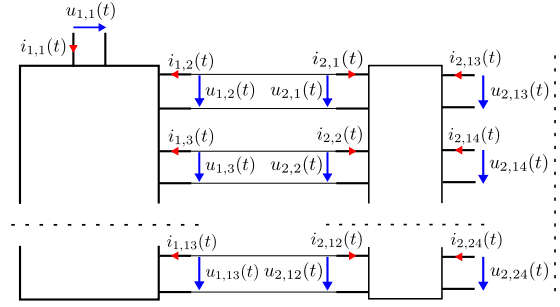 u_{1,1}(t)
i_{1,1}(t)
i_{1,2}(t) i_{2,1}(t) i_{2,13}(t)
u_{1,2}(t) u_{2,1}(t) u_{2,13}(t)
i_{1,3}(t) i_{2,2}(t) i_{2,14}(t)
u_{1,3}(t) u_{2,2}(t) u_{2,14}(t)
i_{1,13}(t) i_{2,12}(t) i_{2,24}(t)
u_{1,13}(t) u_{2,12}(t) u_{2,24}(t)